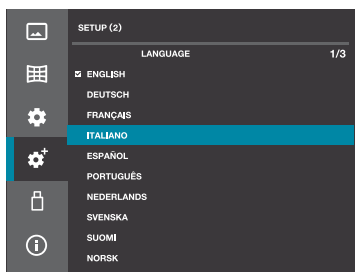 SETUP (2)
LANGUAGE 1/3
ENGLISH
DEUTSCH
FRANÇAIS
ITALIANO
ESPAÑOL
PORTUGUÊS
NEDERLANDS
SVENSKA
SUOMI
NORSK